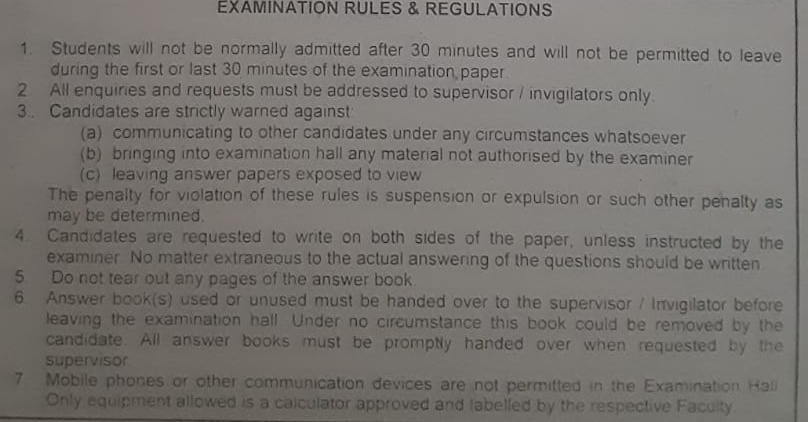 EXAMINATION RULES & REGULATIONS
1. Students will not be normally admitted after 30 minutes and will not be permitted to leave
during the first or last 30 minutes of the examination paper.
2. All enquiries and requests must be addressed to supervisor / invigilators only.
3. Candidates are strictly warned against:
(a) communicating to other candidates under any circumstances whatsoever
(b) bringing into examination hall any material not authorised by the examiner
(c) leaving answer papers exposed to view
The penalty for violation of these rules is suspension or expulsion or such other penalty as
may be determined.
4. Candidates are requested to write on both sides of the paper, unless instructed by the
examiner. No matter extraneous to the actual answering of the questions should be written.
5. Do not tear out any pages of the answer book.
6. Answer book(s) used or unused must be handed over to the supervisor / Invigilator before
leaving the examination hall. Under no circumstance this book could be removed by the
candidate. All answer books must be promptly handed over when requested by the
supervisor.
7. Mobile phones or other communication devices are not permitted in the Examination Hall.
Only equipment allowed is a calculator approved and labelled by the respective Faculty.